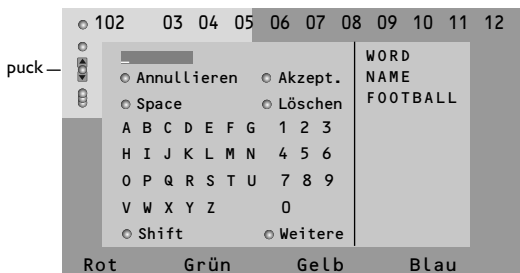 102 03 04 05 06 07 08 09 10 11 12
puck
Annullieren Akzept.
Space Löschen
A B C D E F G 1 2 3
H I J K L M N 4 5 6
O P Q R S T U 7 8 9
V W X Y Z 0
Shift Weitere
WORD
NAME
FOOTBALL
Rot Grün Gelb Blau